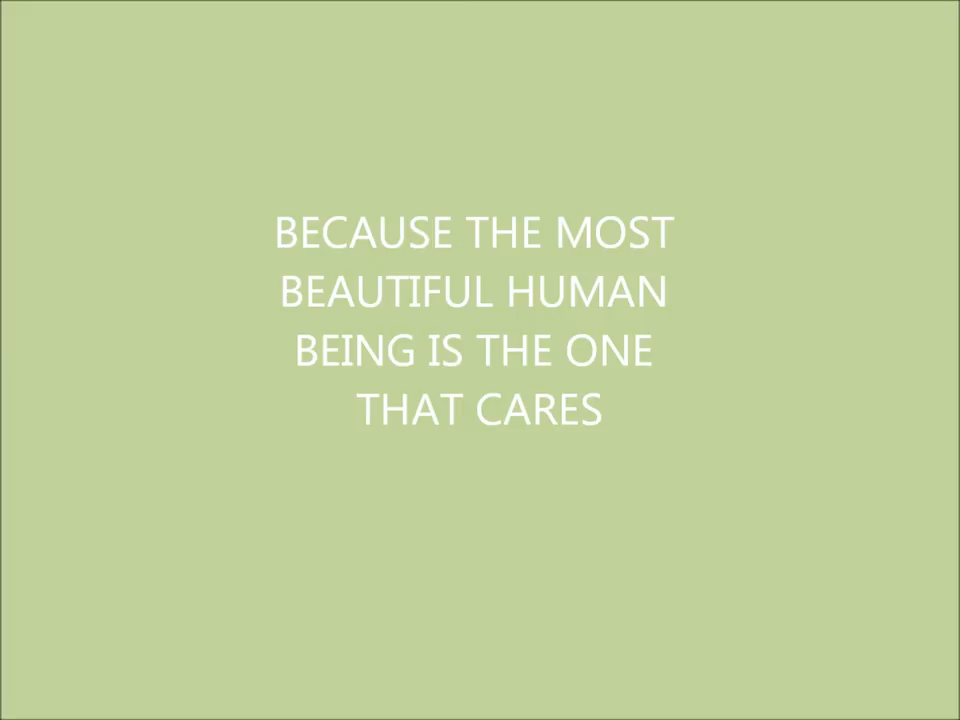 BECAUSE THE MOST
BEAUTIFUL HUMAN
BEING IS THE ONE
THAT CARES